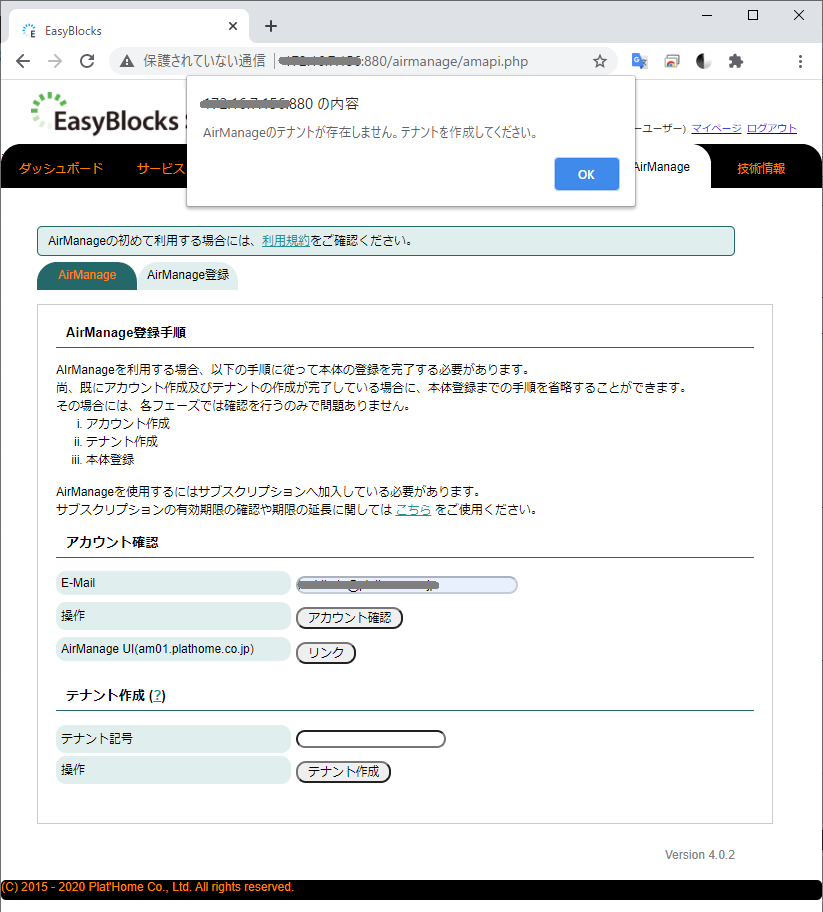 EasyBlocks
保護されていない通信
:880/airmanage/amapi.php
880 の内容
AirManageのテナントが存在しません。テナントを作成してください。
OK
EasyBlocks
ーユーザー) マイページ ログアウト
ダッシュボード サービス AirManage 技術情報
AirManageの初めて利用する場合には、利用規約をご確認ください。
AirManage AirManage登録
AirManage登録手順
AIrManageを利用する場合、以下の手順に従って本体の登録を完了する必要があります。
尚、既にアカウント作成及びテナントの作成が完了している場合に、本体登録までの手順を省略することができます。
その場合には、各フェーズでは確認を行うのみで問題ありません。
i. アカウント作成
ii. テナント作成
iii. 本体登録
AirManageを使用するにはサブスクリプションへ加入している必要があります。
サブスクリプションの有効期限の確認や期限の延長に関しては こちら をご使用ください。
アカウント確認
E-Mail
操作 アカウント確認
AirManage UI(am01.plathome.co.jp) リンク
テナント作成 (?)
テナント記号
操作 テナント作成
Version 4.0.2
(C) 2015 - 2020 Plat'Home Co., Ltd. All rights reserved.